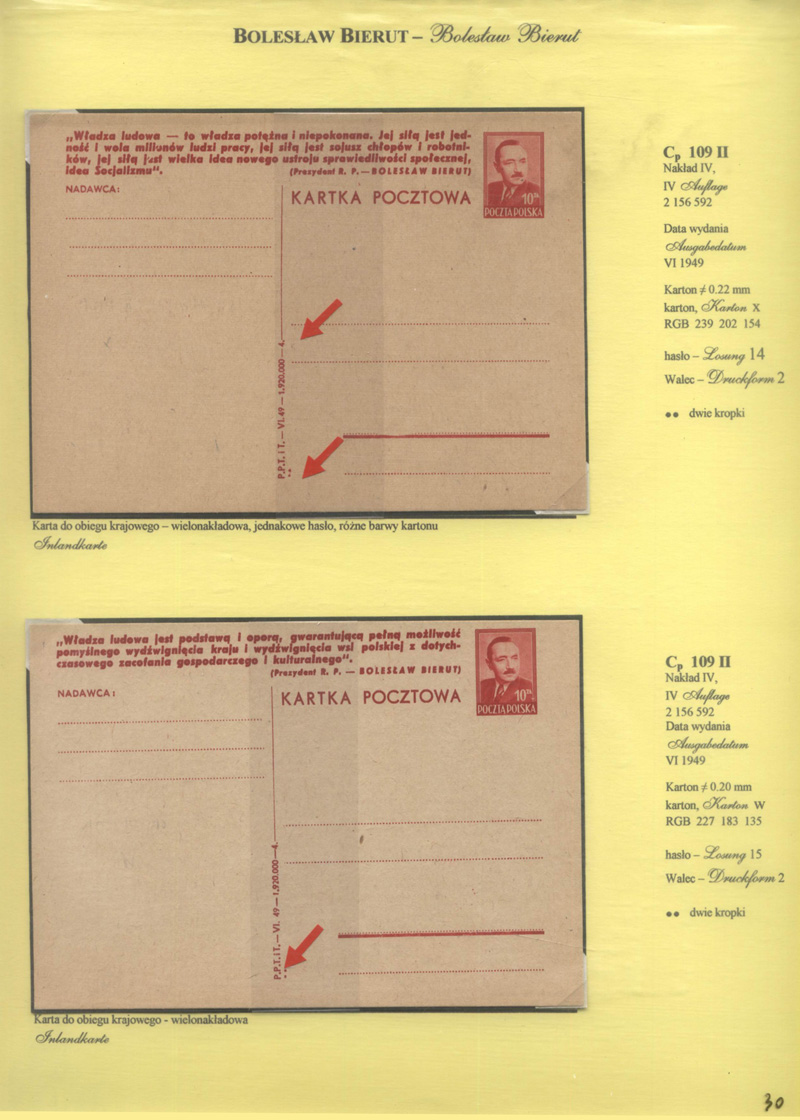 BOLESŁAW BIERUT – Bolesław Bierut
„Władza ludowa — to władza potężna i niepokonana. Jej siłą jest jed-
ność i wola milionów ludzi pracy, jej siłą jest sojusz chłopów i robotni-
ków, jej siłą jest wielka idea nowego ustroju sprawiedliwości społecznej,
idea Socjalizmu“.
(Prezydent R. P. — BOLESŁAW BIERUT)
NADAWCA:
KARTKA POCZTOWA
10
POCZTA POLSKA
P.P.T. i T. — VI.49 — 1,920.000 — 4.
Cp 109 II
Nakład IV,
IV Auflage
2 156 592
Data wydania
Ausgabedatum
VI 1949
Karton ≠ 0.22 mm
karton, Karton X
RGB 239 202 154
hasło – Losung 14
Walec – Druckform 2
●● dwie kropki
Karta do obiegu krajowego – wielonakładowa, jednakowe hasło, różne barwy kartonu
Inlandkarte
„Władza ludowa jest podstawą i oporą, gwarantującą pełną możliwość
pomyślnego wydźwignięcia kraju i wydźwignięcia wsi polskiej z dotych-
czasowego zacofania gospodarczego i kulturalnego“.
(Prezydent R. P. — BOLESŁAW BIERUT)
NADAWCA:
KARTKA POCZTOWA
10
POCZTA POLSKA
P.P.T. i T. — VI. 49 — 1,920.000 — 4.
Cp 109 II
Nakład IV,
IV Auflage
2 156 592
Data wydania
Ausgabedatum
VI 1949
Karton ≠ 0.20 mm
karton, Karton W
RGB 227 183 135
hasło – Losung 15
Walec – Druckform 2
●● dwie kropki
Karta do obiegu krajowego - wielonakładowa
Inlandkarte
30